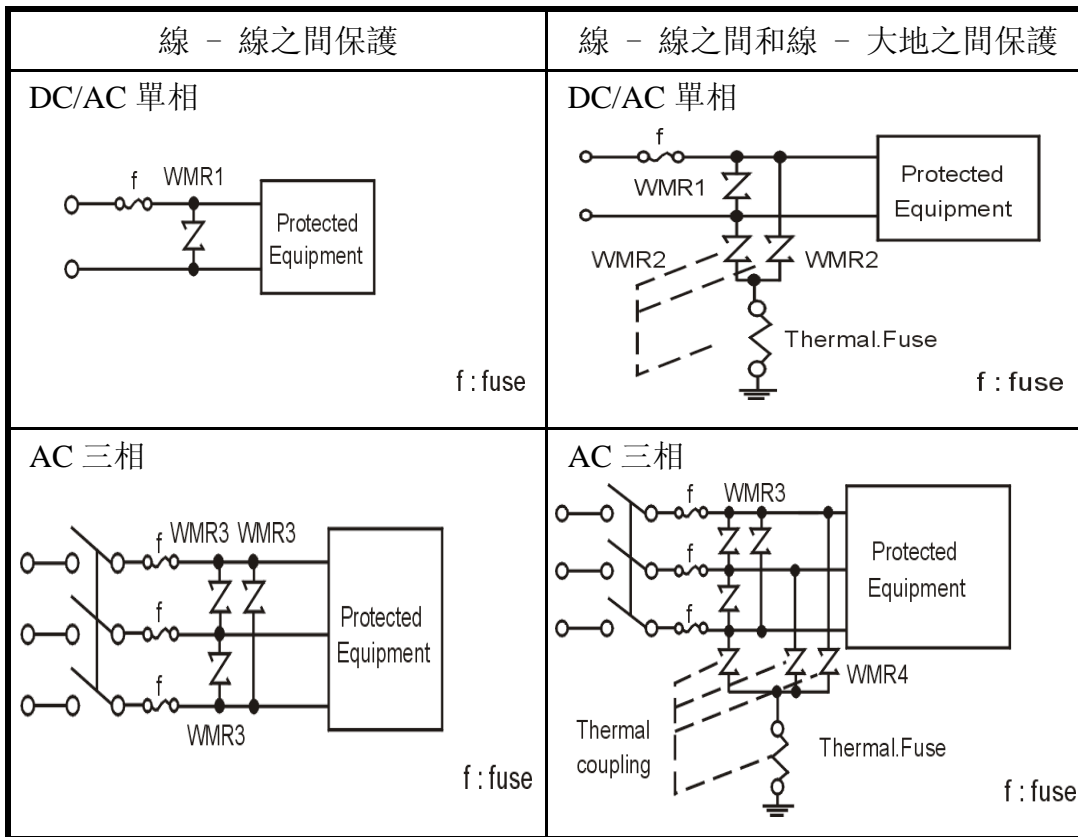 線 - 線之間保護
線 - 線之間和線 - 大地之間保護
DC/AC 單相
f
WMR1
Protected
Equipment
f : fuse
DC/AC 單相
f
WMR1
Protected
Equipment
WMR2
WMR2
Thermal.Fuse
f : fuse
AC 三相
f
WMR3 WMR3
f
Protected
Equipment
f
WMR3
f : fuse
AC 三相
f
WMR3
f
Protected
Equipment
f
WMR4
Thermal
coupling
Thermal.Fuse
f : fuse